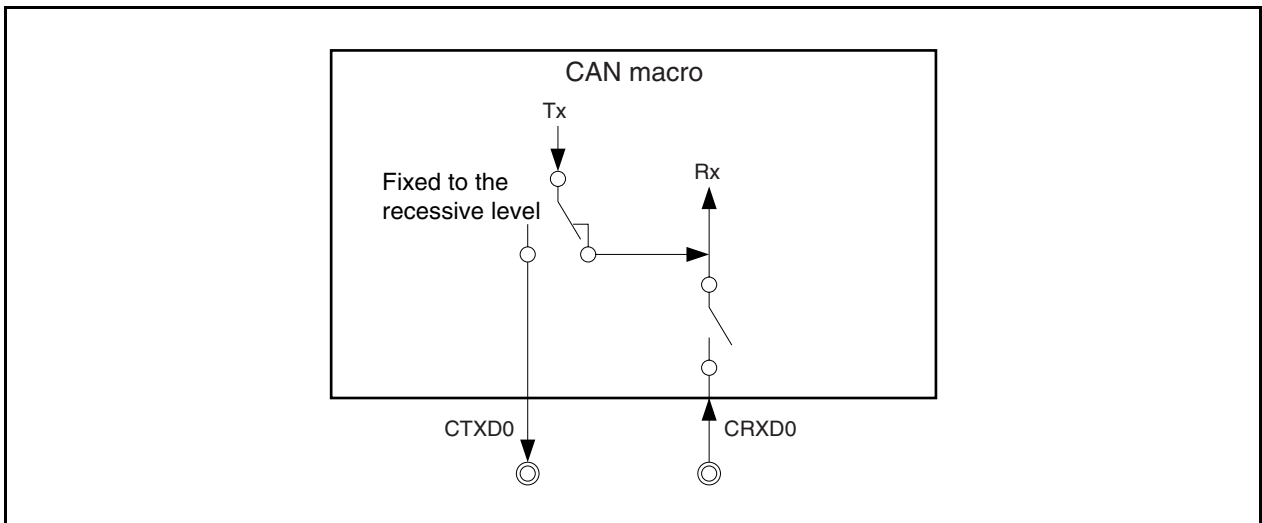 CAN macro
Tx
Rx
Fixed to the
recessive level
CTXD0
CRXD0